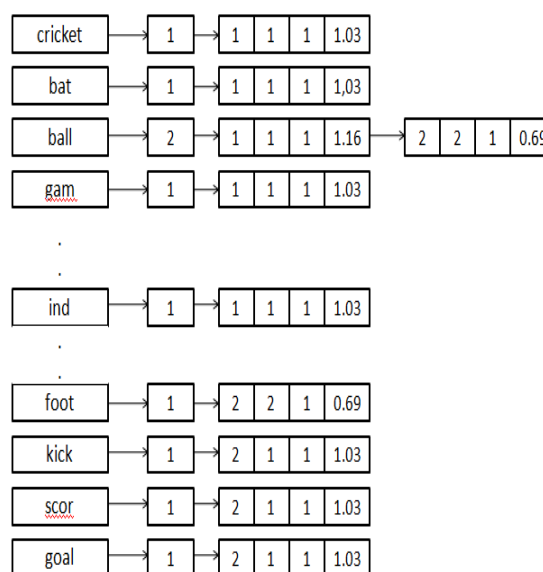 cricket 1 1 1 1 1.03
bat 1 1 1 1 1,03
ball 2 1 1 1 1.16 2 2 1 0.69
gam 1 1 1 1 1.03
.
.
ind 1 1 1 1 1.03
.
.
foot 1 2 2 1 0.69
kick 1 2 1 1 1.03
scor 1 2 1 1 1.03
goal 1 2 1 1 1.03